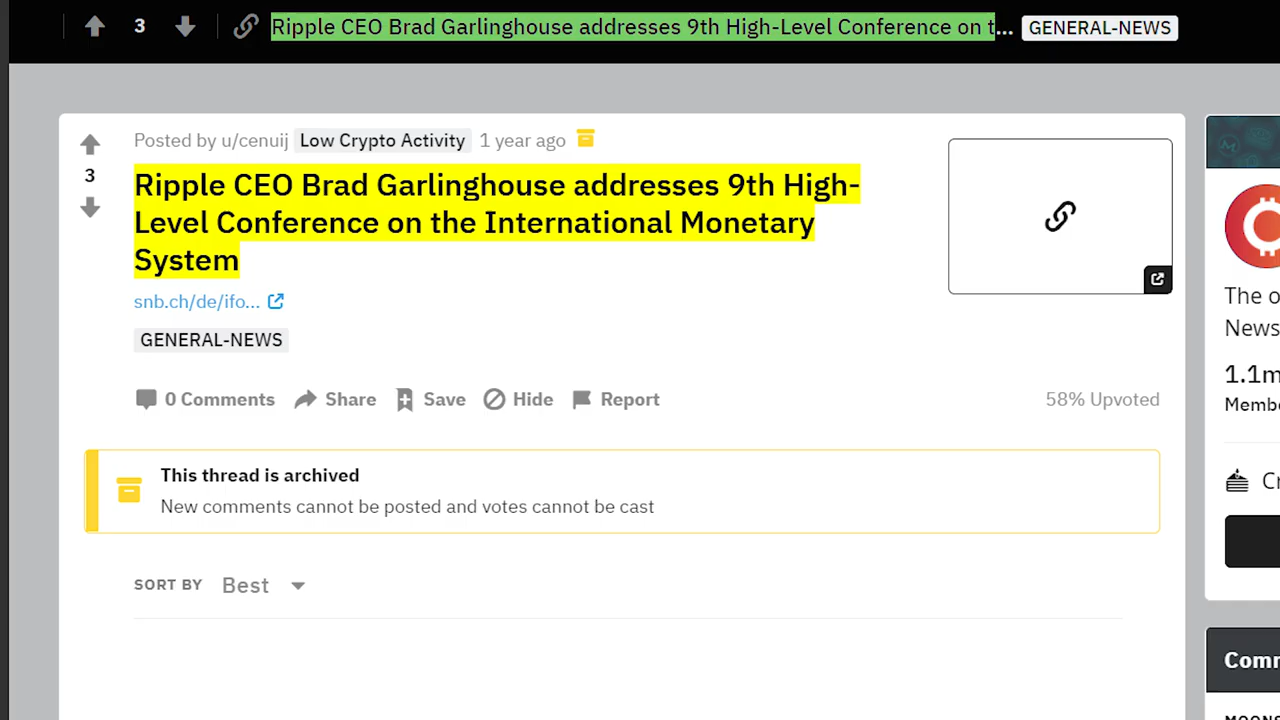 3
Ripple CEO Brad Garlinghouse addresses 9th High-Level Conference on t...
GENERAL-NEWS
Posted by u/cenuij
Low Crypto Activity
1 year ago
3
Ripple CEO Brad Garlinghouse addresses 9th High-
Level Conference on the International Monetary
System
snb.ch/de/ifo...
GENERAL-NEWS
0 Comments
Share
Save
Hide
Report
58% Upvoted
This thread is archived
New comments cannot be posted and votes cannot be cast
SORT BY
Best
The o
News
1.1m
Membe
Cr
Comm